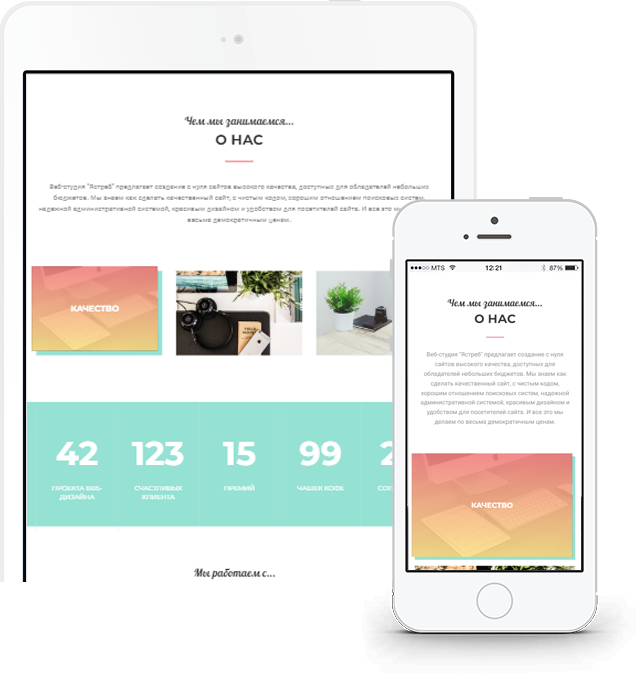 Чем мы занимаемся...
О НАС
Веб-студия "Ястреб" предлагает создание с нуля сайтов высокого качества, доступных для обладателей небольших
бюджетов. Мы знаем как сделать качественный сайт, с чистым кодом, хорошим отношением поисковых систем,
надежной административной системой, красивым дизайном и удобством для посетителей сайта. И все это мы
весьма демократичным ценам.
КАЧЕСТВО
42
123
15
99
2
ПРОЕКТА ВЕБ-
ДИЗАЙНА
СЧАСТЛИВЫХ
КЛИЕНТА
ПРЕМИЙ
ЧАШЕК КОФЕ
Мы работаем с...
MTS
12:21
87%
Чем мы занимаемся...
О НАС
Веб-студия "Ястреб" предлагает создание с нуля
сайтов высокого качества, доступных для
обладателей небольших бюджетов. Мы знаем как
сделать качественный сайт, с чистым кодом,
хорошим отношением поисковых систем, надежной
административной системой, красивым дизайном и
удобством для посетителей сайта. И все это мы
делаем по весьма демократичным ценам.
КАЧЕСТВО